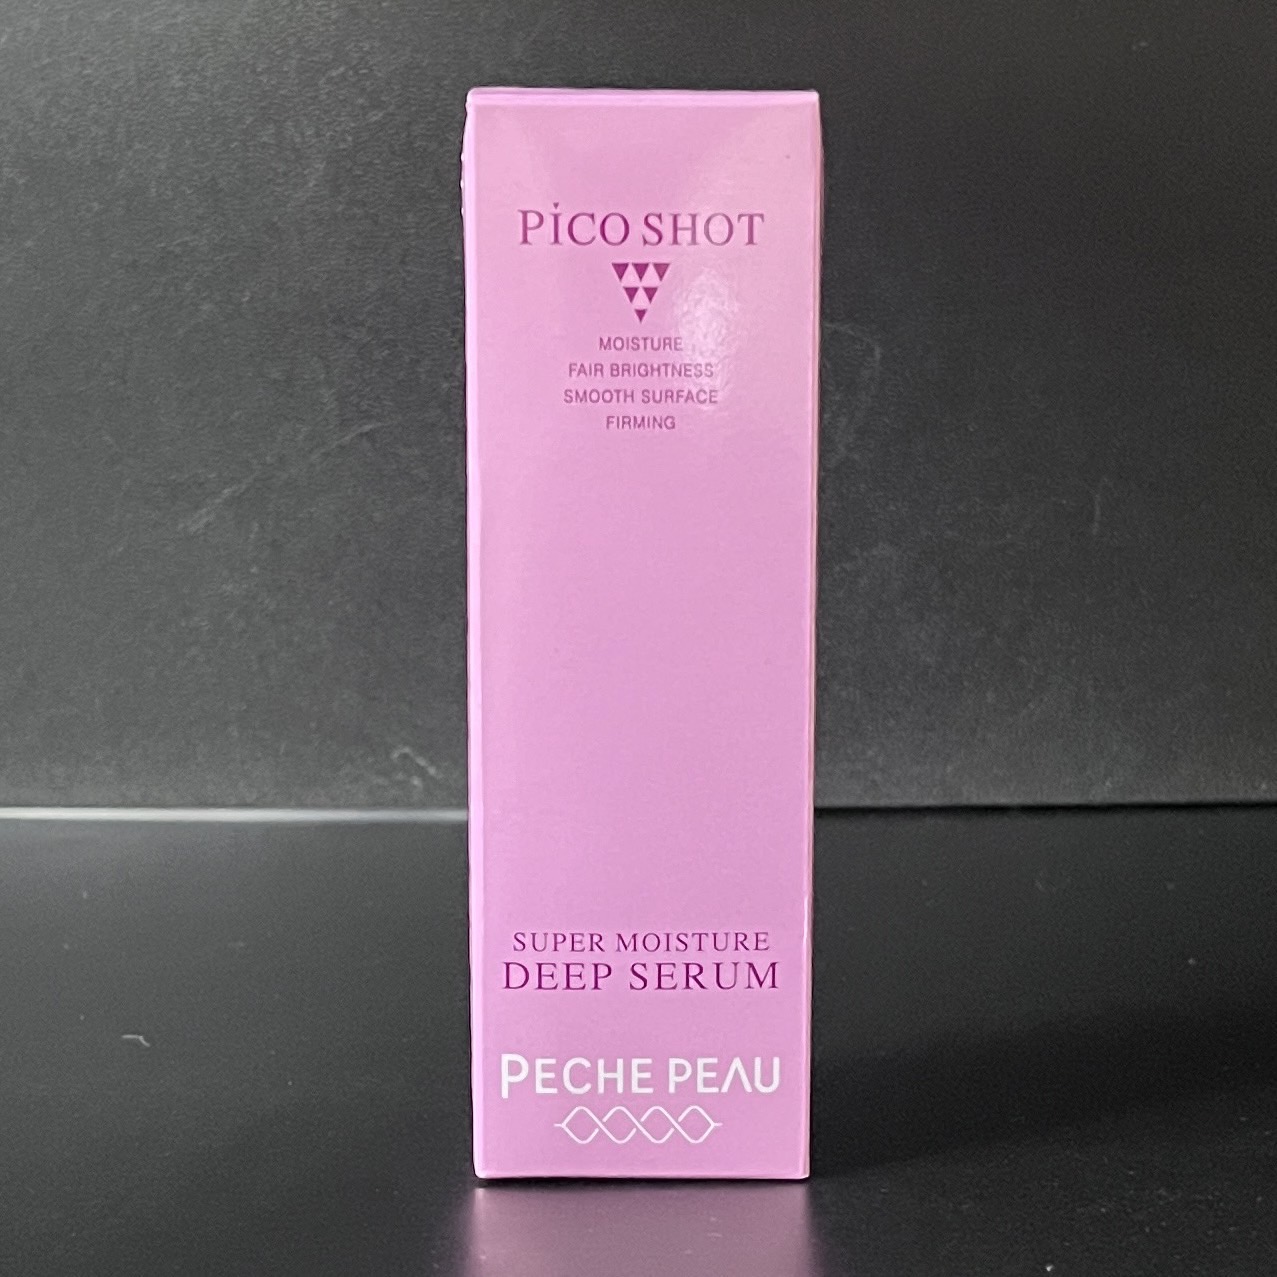 PiCO SHOT
MOISTURE
FAIR BRIGHTNESS
SMOOTH SURFACE
FIRMING
SUPER MOISTURE
DEEP SERUM
PECHE PEAU